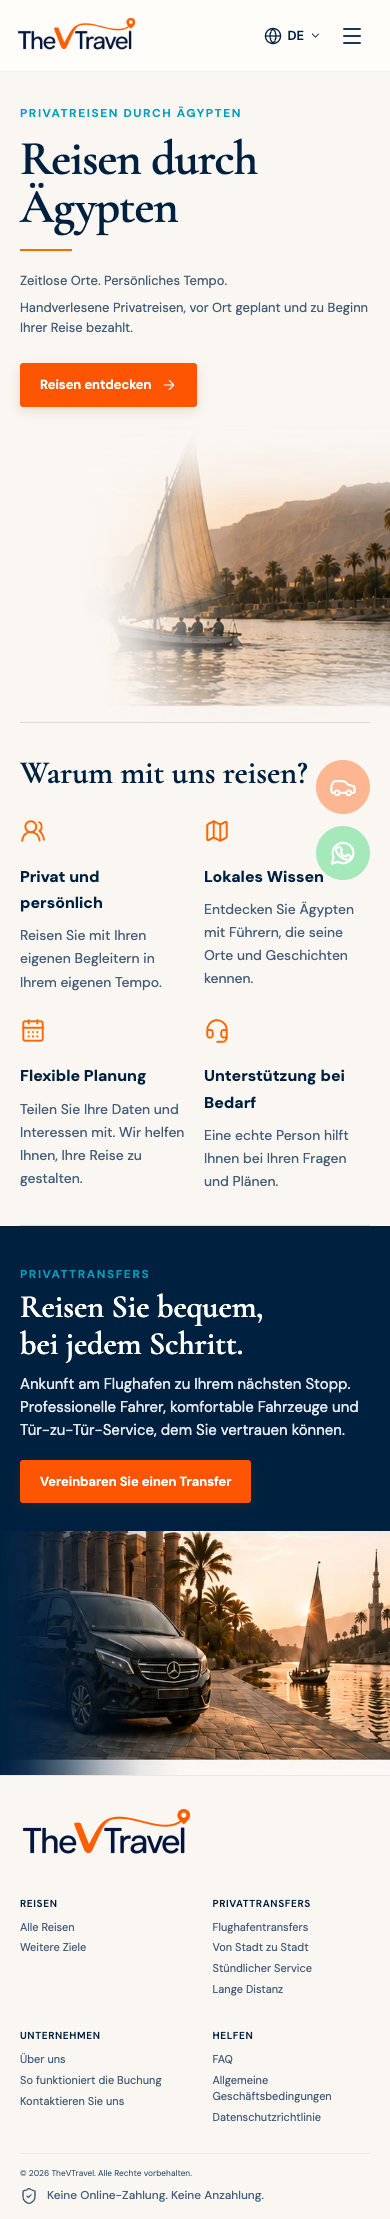 TheVTravel
DE
PRIVATREISEN DURCH ÄGYPTEN
Reisen durch
Ägypten
Zeitlose Orte. Persönliches Tempo.
Handverlesene Privatreisen, vor Ort geplant und zu Beginn
Ihrer Reise bezahlt.
Reisen entdecken
Warum mit uns reisen?
Privat und
persönlich
Reisen Sie mit Ihren
eigenen Begleitern in
Ihrem eigenen Tempo.
Lokales Wissen
Entdecken Sie Ägypten
mit Führern, die seine
Orte und Geschichten
kennen.
Flexible Planung
Teilen Sie Ihre Daten und
Interessen mit. Wir helfen
Ihnen, Ihre Reise zu
gestalten.
Unterstützung bei
Bedarf
Eine echte Person hilft
Ihnen bei Ihren Fragen
und Plänen.
PRIVATTRANSFERS
Reisen Sie bequem,
bei jedem Schritt.
Ankunft am Flughafen zu Ihrem nächsten Stopp.
Professionelle Fahrer, komfortable Fahrzeuge und
Tür-zu-Tür-Service, dem Sie vertrauen können.
Vereinbaren Sie einen Transfer
TheVTravel
REISEN
Alle Reisen
Weitere Ziele
PRIVATTRANSFERS
Flughafentransfers
Von Stadt zu Stadt
Stündlicher Service
Lange Distanz
UNTERNEHMEN
Über uns
So funktioniert die Buchung
Kontaktieren Sie uns
HELFEN
FAQ
Allgemeine
Geschäftsbedingungen
Datenschutzrichtlinie
© 2026 TheVTravel. Alle Rechte vorbehalten.
Keine Online-Zahlung. Keine Anzahlung.